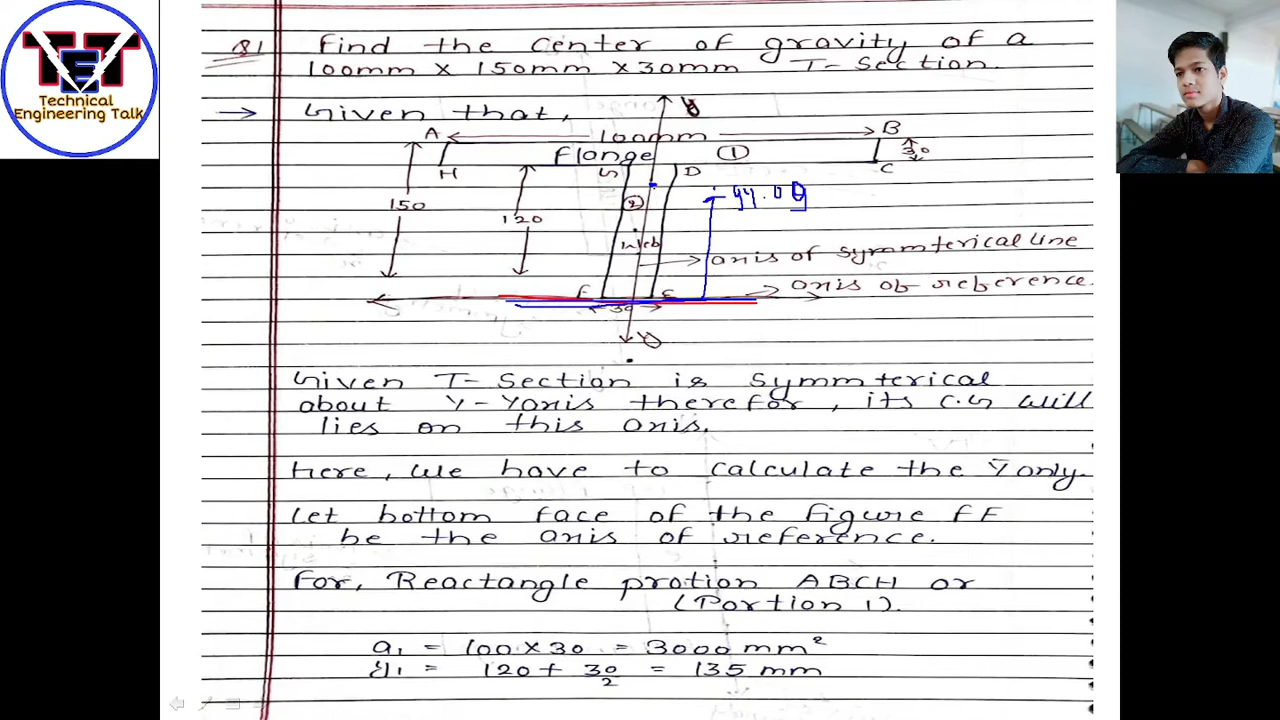 TET
Technical
Engineering Talk
Q1 Find the center of gravity of a
100mm x 150mm x 30mm T-Section.
→ Given that,
y
A 100mm B
H Flange 1 30 C
G D
150 120 2 44.09
Web
axis of symmterical line
axis of reference.
F 30 E
y
Given T-Section is symmterical
about Y-Yaxis therefor, its C.G will
lies on this axis.
Here, we have to calculate the Ȳ only.
Let bottom face of the figure FE
be the axis of reference.
For, Reactangle protion ABCH or
(Portion 1).
a₁ = 100 x 30 = 3000 mm²
y₁ = 120 + 30/2 = 135 mm